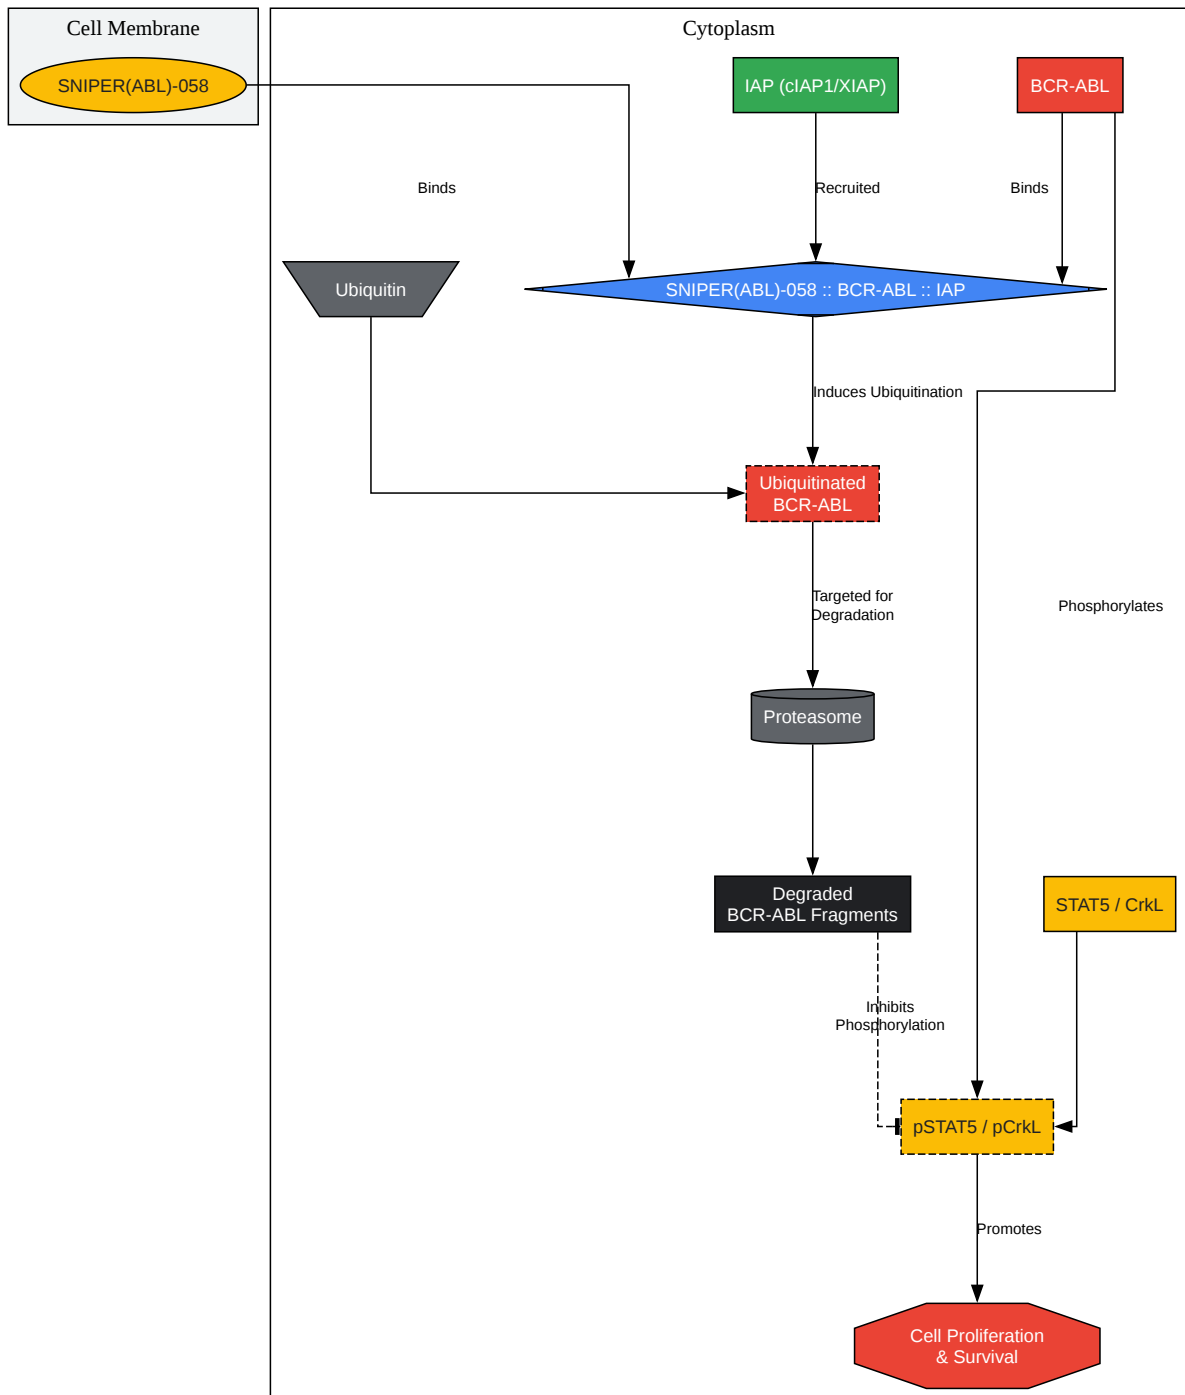 Cell Membrane
Cytoplasm
SNIPER(ABL)-058
IAP (cIAP1/XIAP)
BCR-ABL
Binds
Recruited
Binds
Ubiquitin
SNIPER(ABL)-058 :: BCR-ABL :: IAP
Induces Ubiquitination
Ubiquitinated
BCR-ABL
Targeted for
Degradation
Phosphorylates
Proteasome
Degraded
BCR-ABL Fragments
STAT5 / CrkL
Inhibits
Phosphorylation
pSTAT5 / pCrkL
Promotes
Cell Proliferation
& Survival